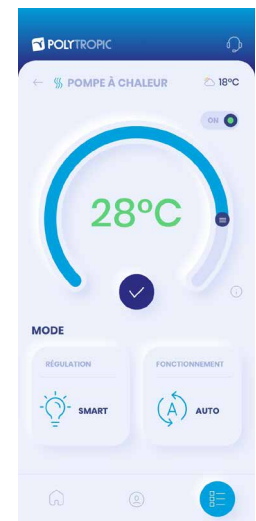 POLYTROPIC
POMPE À CHALEUR
18°C
ON
28°C
MODE
RÉGULATION
SMART
FONCTIONNEMENT
A
AUTO